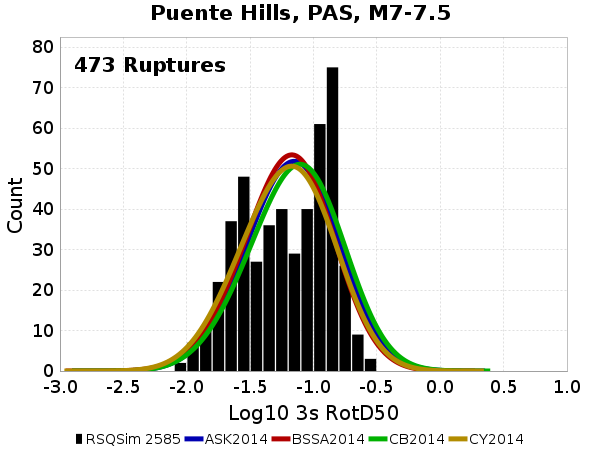 Puente Hills, PAS, M7-7.5
473 Ruptures
80
70
60
50
40
30
20
10
0
Count
-3.0 -2.5 -2.0 -1.5 -1.0 -0.5 0.0 0.5 1.0
Log10 3s RotD50
RSQSim 2585 ASK2014 BSSA2014 CB2014 CY2014